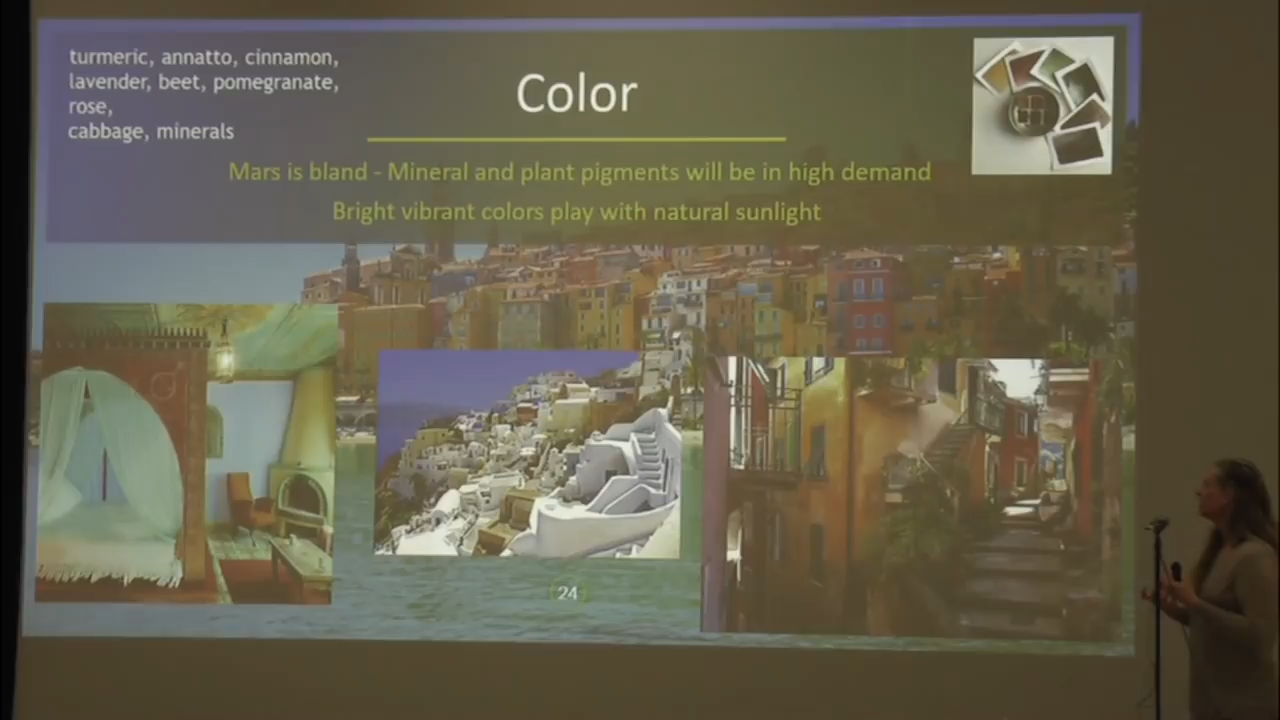 turmeric, annatto, cinnamon,
lavender, beet, pomegranate,
rose,
cabbage, minerals
Color
Mars is bland - Mineral and plant pigments will be in high demand
Bright vibrant colors play with natural sunlight
24